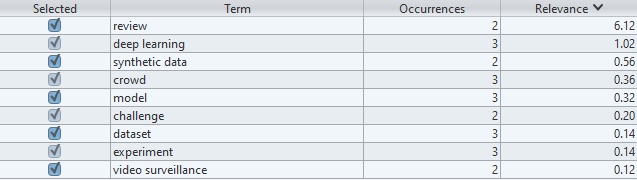 Selected Term Occurrences Relevance
review 2 6.12
deep learning 3 1.02
synthetic data 2 0.56
crowd 3 0.36
model 3 0.32
challenge 2 0.20
dataset 3 0.14
experiment 3 0.14
video surveillance 2 0.12